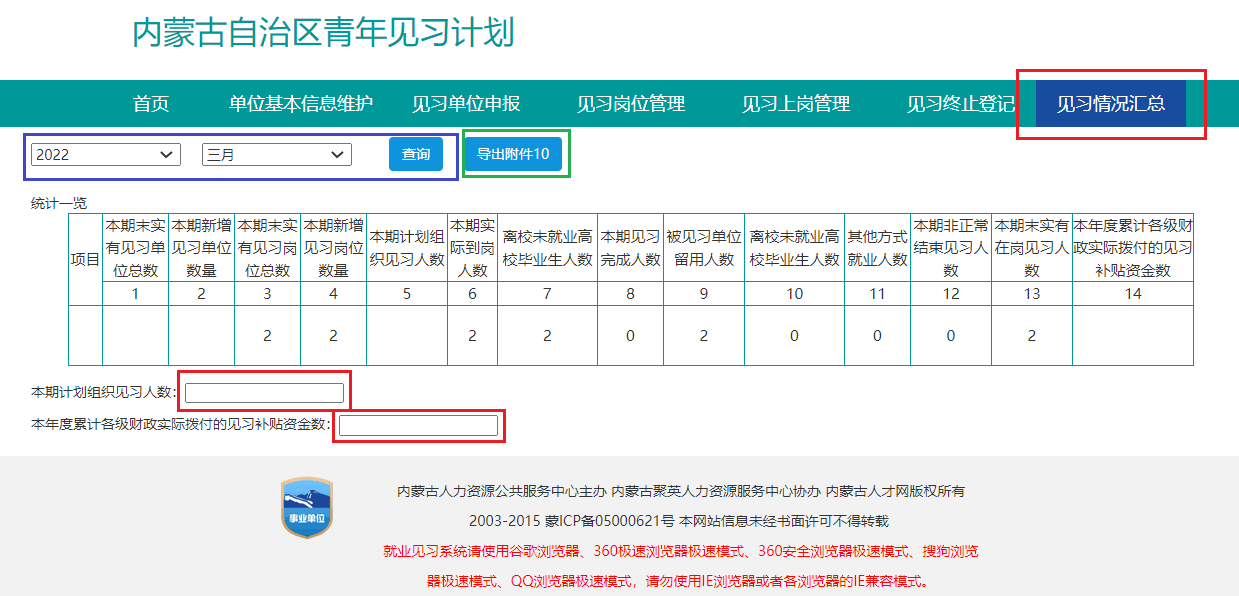 内蒙古自治区青年见习计划
首页 单位基本信息维护 见习单位申报 见习岗位管理 见习上岗管理 见习终止登记 见习情况汇总
2022 三月 查询 导出附件10
统计一览
项目
本期末实有见习单位总数
本期新增见习单位数量
本期末实有见习岗位总数
本期新增见习岗位数量
本期计划组织见习人数
本期实际到岗人数
离校未就业高校毕业生人数
本期见习完成人数
被见习单位留用人数
离校未就业高校毕业生人数
其他方式就业人数
本期非正常结束见习人数
本期末实有在岗见习人数
本年度累计各级财政实际拨付的见习补贴资金数
1 2 3 4 5 6 7 8 9 10 11 12 13 14
2 2 2 2 0 2 0 0 0 2
本期计划组织见习人数:
本年度累计各级财政实际拨付的见习补贴资金数:
事业单位
内蒙古人力资源公共服务中心主办 内蒙古聚英人力资源服务中心协办 内蒙古人才网版权所有
2003-2015 蒙ICP备05000621号 本网站信息未经书面许可不得转载
就业见习系统请使用谷歌浏览器、360极速浏览器极速模式、360安全浏览器极速模式、搜狗浏览
器极速模式、QQ浏览器极速模式，请勿使用IE浏览器或者各浏览器的IE兼容模式。